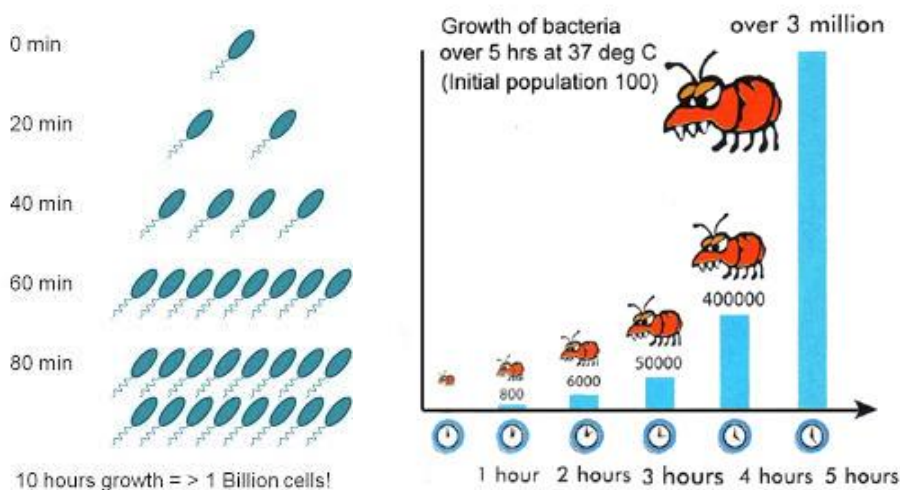 0 min
20 min
40 min
60 min
80 min
10 hours growth = > 1 Billion cells!
Growth of bacteria
over 5 hrs at 37 deg C
(Initial population 100)
over 3 million
400000
50000
6000
800
1 hour 2 hours 3 hours 4 hours 5 hours